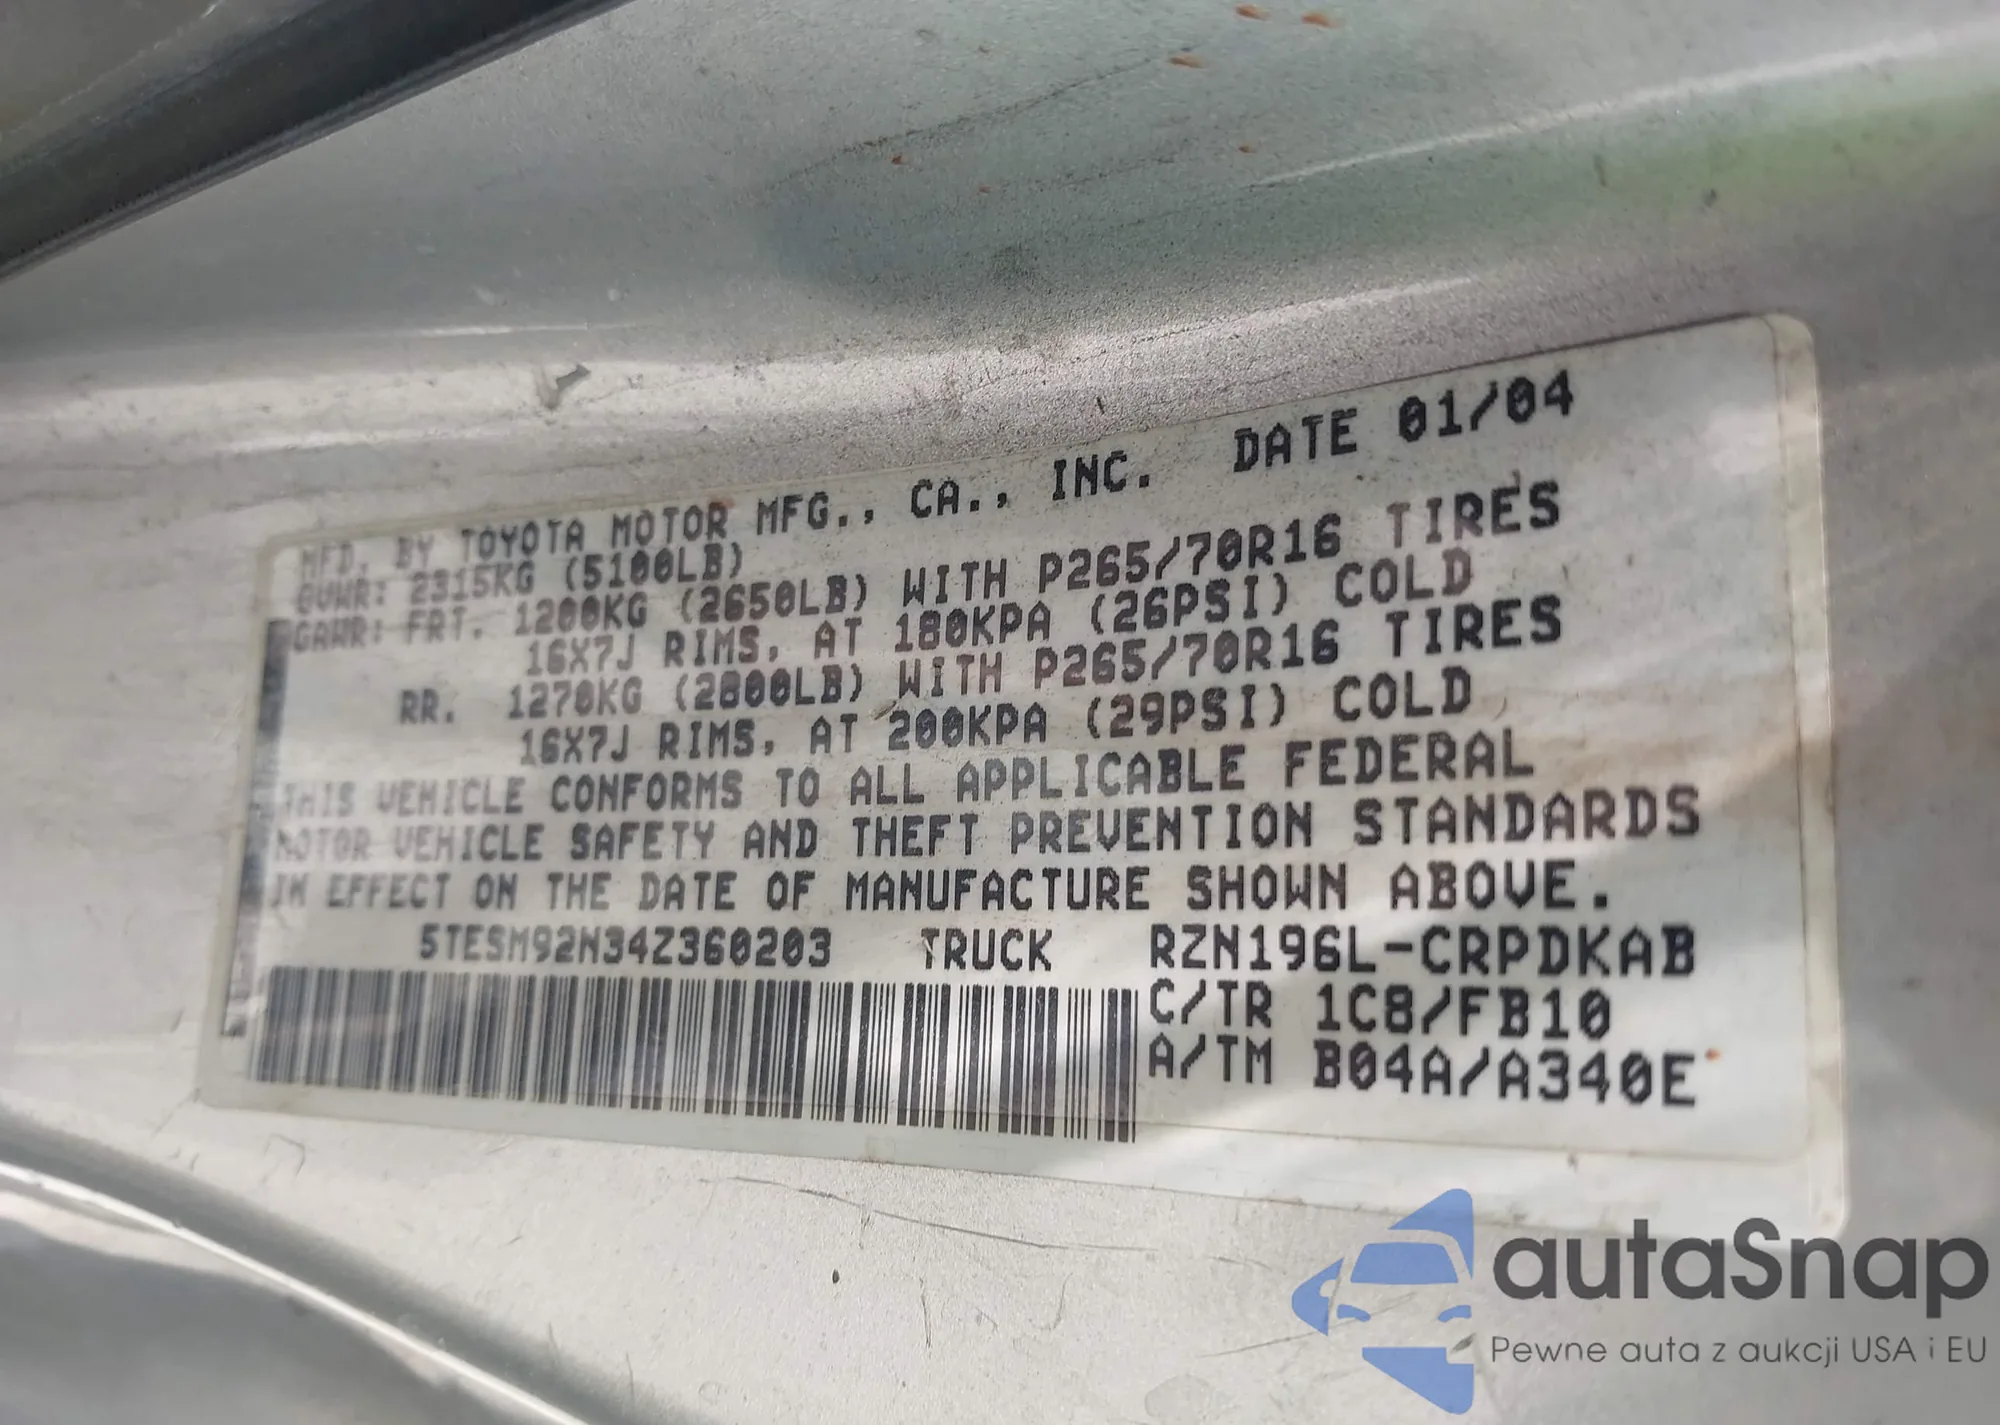 MFD. BY TOYOTA MOTOR MFG., CA., INC. DATE 01/04
GVWR: 2315KG (5100LB)
GAWR: FRT. 1200KG (2650LB) WITH P265/70R16 TIRES
16X7J RIMS, AT 180KPA (26PSI) COLD
RR. 1270KG (2800LB) WITH P265/70R16 TIRES
16X7J RIMS, AT 200KPA (29PSI) COLD
THIS VEHICLE CONFORMS TO ALL APPLICABLE FEDERAL
MOTOR VEHICLE SAFETY AND THEFT PREVENTION STANDARDS
IN EFFECT ON THE DATE OF MANUFACTURE SHOWN ABOVE.
5TESM92N34Z360203 TRUCK RZN196L-CRPDKAB
C/TR 1C8/FB10
A/TM B04A/A340E
autaSnap
Pewne auta z aukcji USA i EU